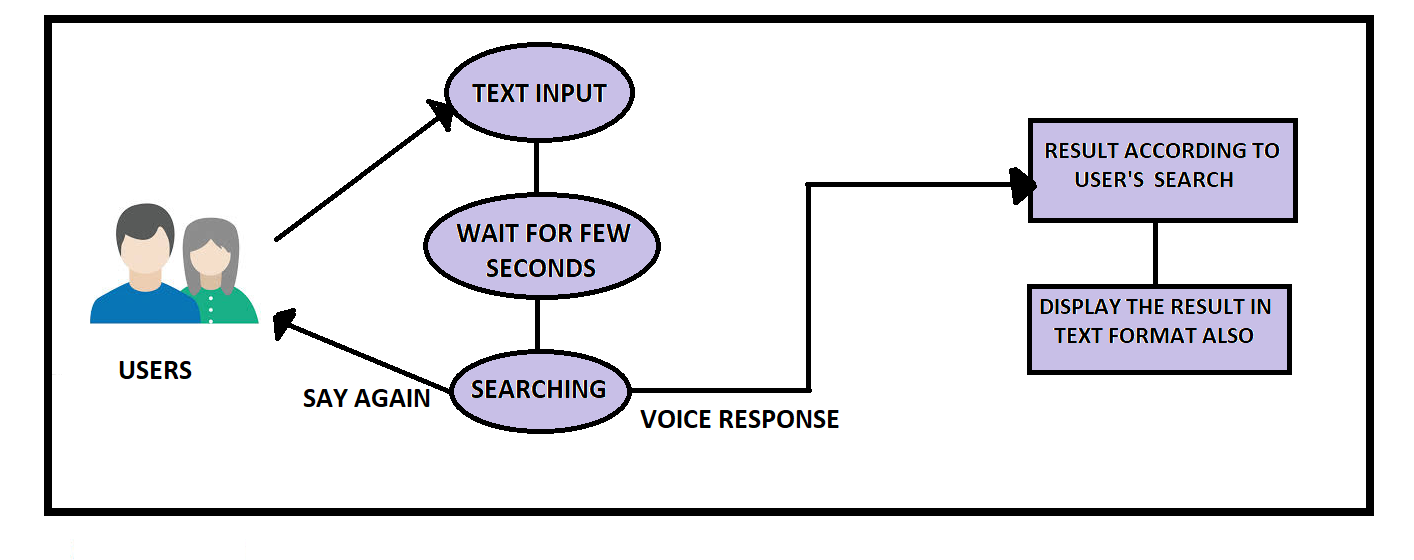 TEXT INPUT
WAIT FOR FEW
SECONDS
SEARCHING
USERS
SAY AGAIN
VOICE RESPONSE
RESULT ACCORDING TO
USER'S SEARCH
DISPLAY THE RESULT IN
TEXT FORMAT ALSO